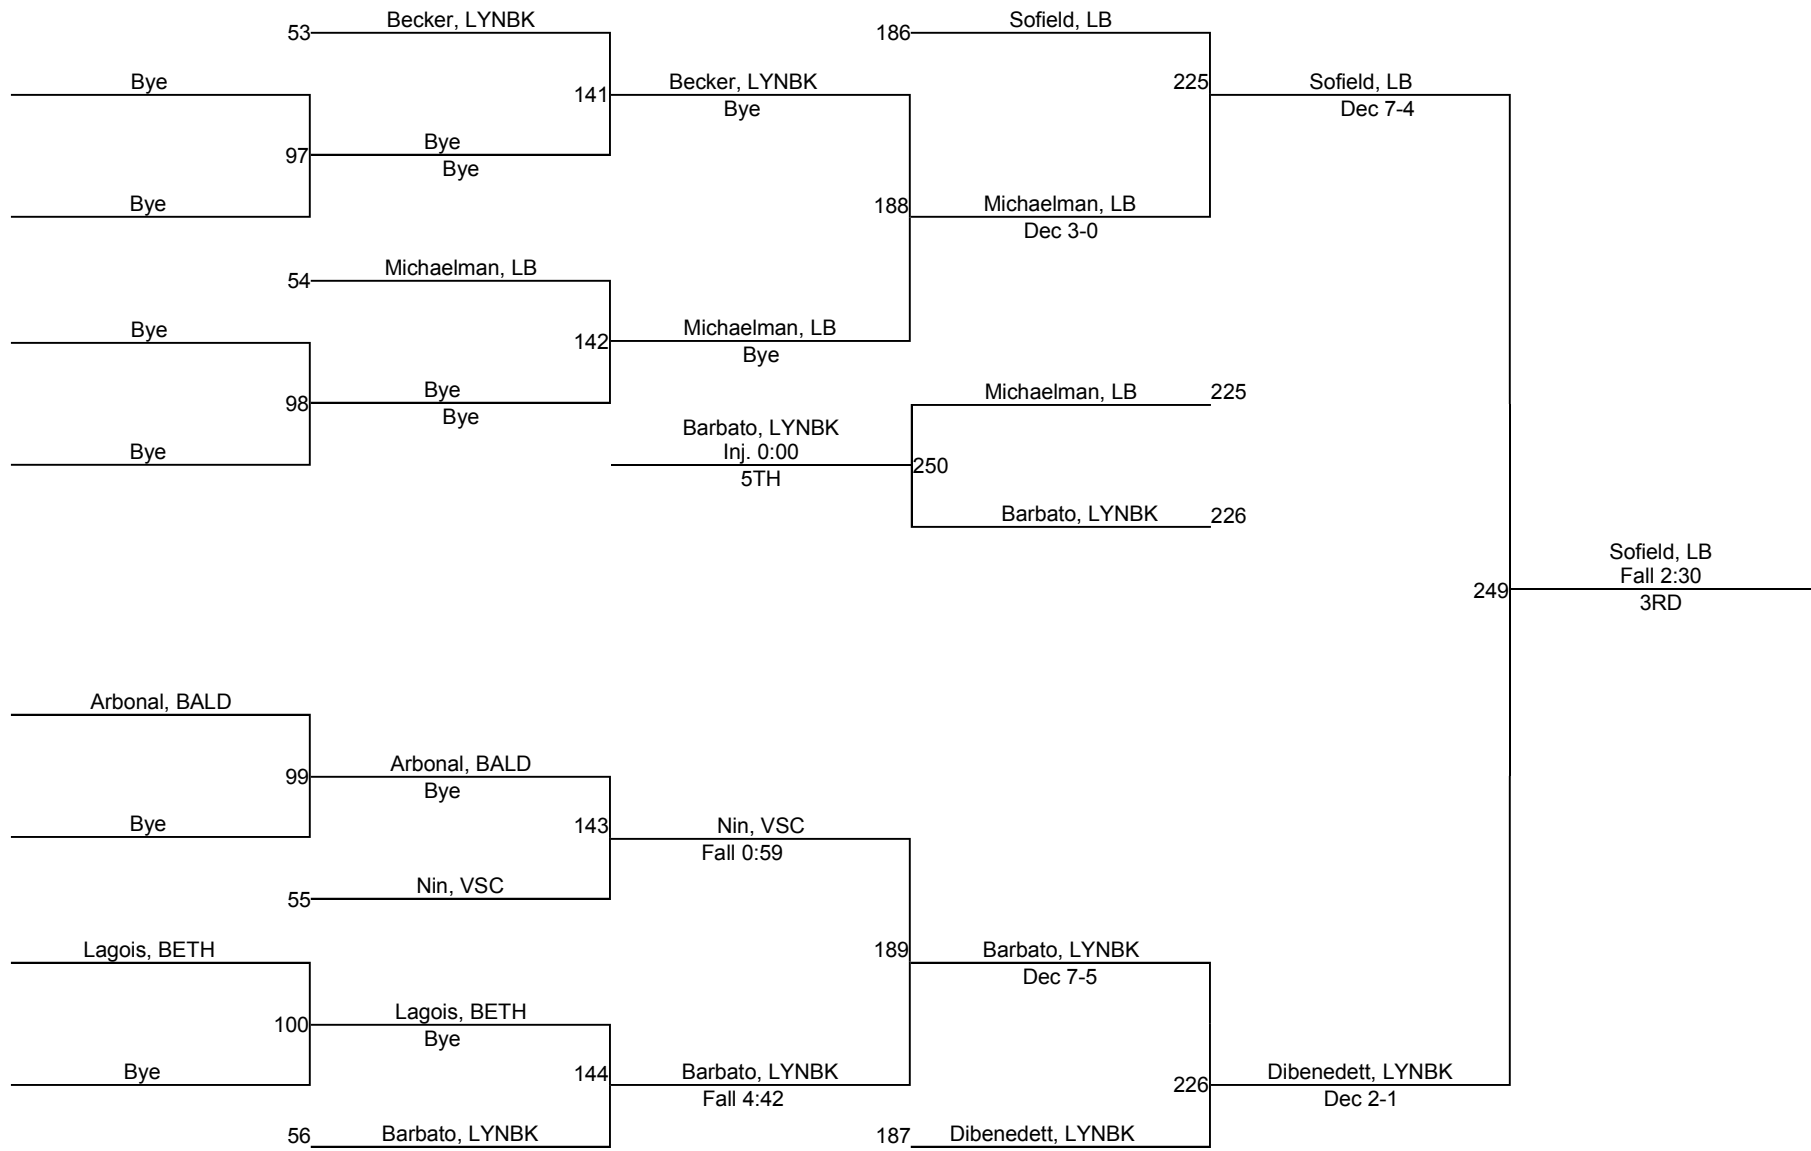 Becker, LYNBK
53
Sofield, LB
186
Bye
141
Becker, LYNBK
Bye
225
Sofield, LB
Dec 7-4
97
Bye
Bye
Bye
188
Michaelman, LB
Dec 3-0
54
Michaelman, LB
Bye
142
Michaelman, LB
Bye
98
Bye
Bye
Michaelman, LB
225
Bye
Barbato, LYNBK
Inj. 0:00
5TH
250
Barbato, LYNBK
226
249
Sofield, LB
Fall 2:30
3RD
Arbonal, BALD
99
Arbonal, BALD
Bye
Bye
143
Nin, VSC
Fall 0:59
55
Nin, VSC
Lagois, BETH
189
Barbato, LYNBK
Dec 7-5
100
Lagois, BETH
Bye
Bye
144
Barbato, LYNBK
Fall 4:42
226
Dibenedett, LYNBK
Dec 2-1
56
Barbato, LYNBK
187
Dibenedett, LYNBK